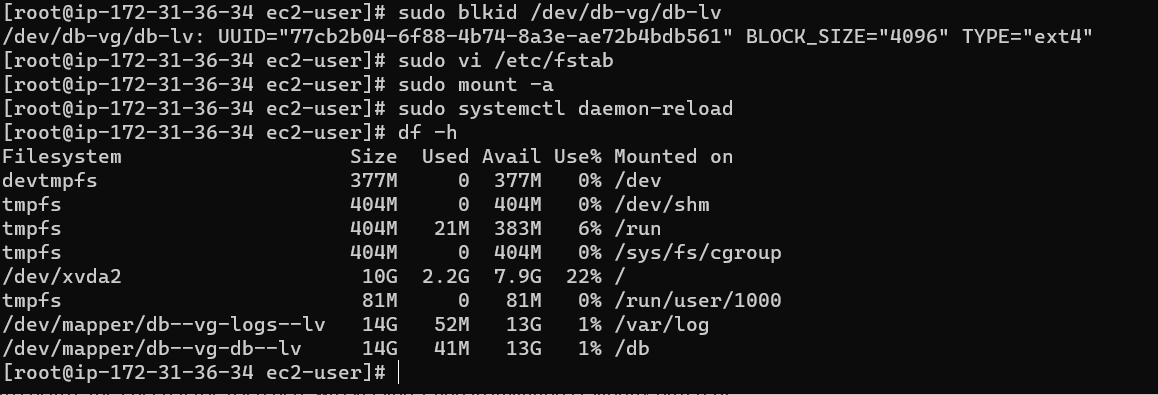 [root@ip-172-31-36-34 ec2-user]# sudo blkid /dev/db-vg/db-lv
/dev/db-vg/db-lv: UUID="77cb2b04-6f88-4b74-8a3e-ae72b4bdb561" BLOCK_SIZE="4096" TYPE="ext4"
[root@ip-172-31-36-34 ec2-user]# sudo vi /etc/fstab
[root@ip-172-31-36-34 ec2-user]# sudo mount -a
[root@ip-172-31-36-34 ec2-user]# sudo systemctl daemon-reload
[root@ip-172-31-36-34 ec2-user]# df -h
Filesystem                   Size  Used Avail Use% Mounted on
devtmpfs                     377M     0  377M   0% /dev
tmpfs                        404M     0  404M   0% /dev/shm
tmpfs                        404M   21M  383M   6% /run
tmpfs                        404M     0  404M   0% /sys/fs/cgroup
/dev/xvda2                    10G  2.2G  7.9G  22% /
tmpfs                         81M     0   81M   0% /run/user/1000
/dev/mapper/db--vg-logs--lv   14G   52M   13G   1% /var/log
/dev/mapper/db--vg-db--lv     14G   41M   13G   1% /db
[root@ip-172-31-36-34 ec2-user]#